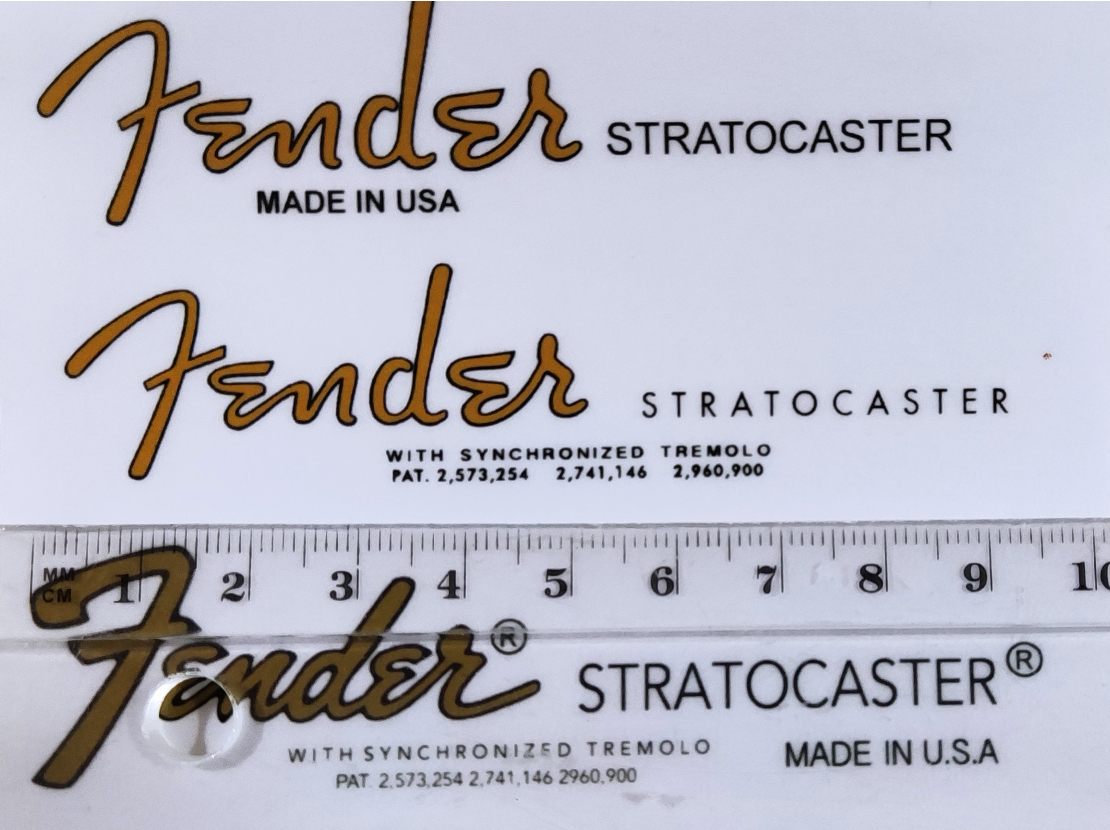 Fender STRATOCASTER
MADE IN USA
Fender STRATOCASTER
WITH SYNCHRONIZED TREMOLO
PAT. 2,573,254 2,741,146 2,960,900
MM 1 2 3 4 5 6 7 8 9 10
CM
Fender® STRATOCASTER®
WITH SYNCHRONIZED TREMOLO MADE IN U.S.A
PAT. 2,573,254 2,741,146 2960,900